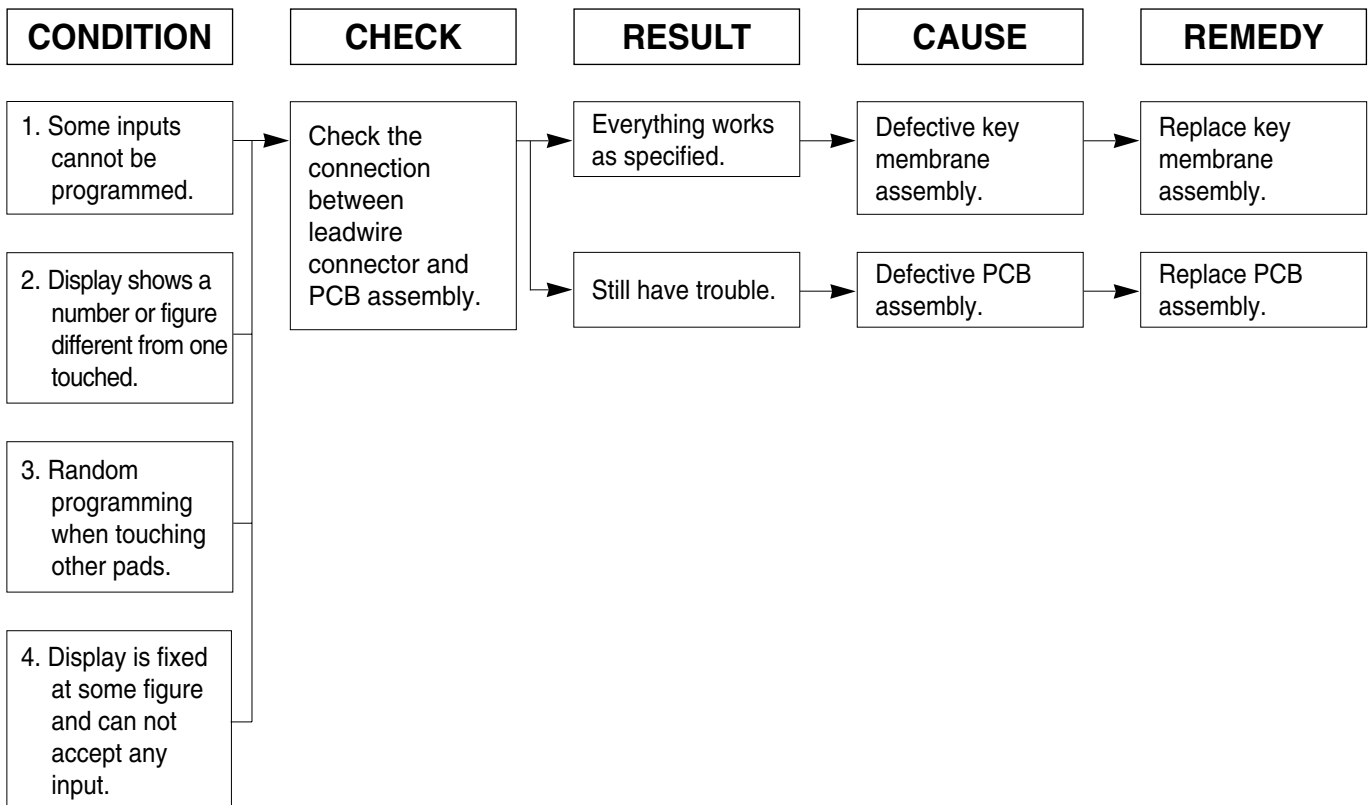 CONDITION
CHECK
RESULT
CAUSE
REMEDY
1. Some inputs
cannot be
programmed.
Check the
connection
between
leadwire
connector and
PCB assembly.
Everything works
as specified.
Defective key
membrane
assembly.
Replace key
membrane
assembly.
2. Display shows a
number or figure
different from one
touched.
Still have trouble.
Defective PCB
assembly.
Replace PCB
assembly.
3. Random
programming
when touching
other pads.
4. Display is fixed
at some figure
and can not
accept any
input.